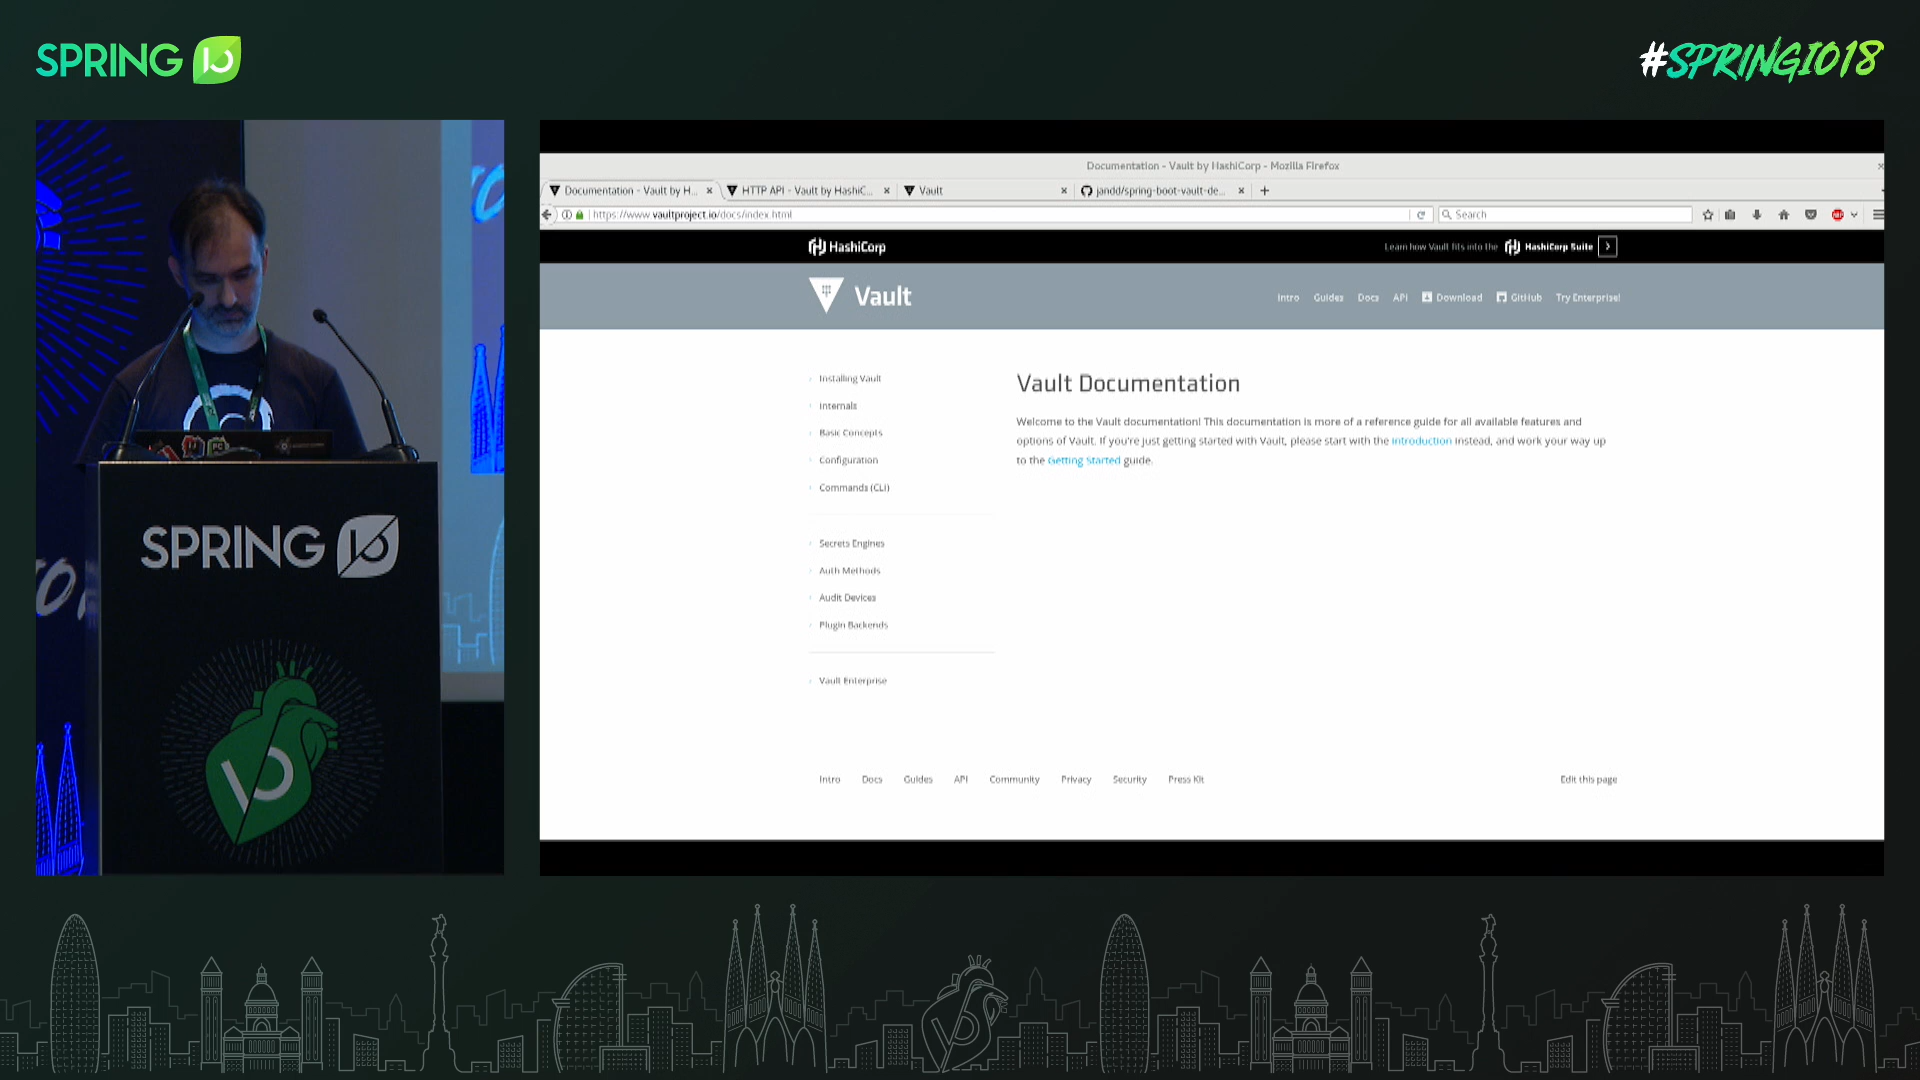 SPRING IO
#SPRINGIO18
SPRING IO
Documentation - Vault by HashiCorp - Mozilla Firefox
Documentation - Vault by H...
HTTP API - Vault by HashiC...
Vault
jandd/spring-boot-vault-de...
https://www.vaultproject.io/docs/index.html
Search
HashiCorp
Learn how Vault fits into the HashiCorp Suite
Vault
Intro
Guides
Docs
API
Download
GitHub
Try Enterprise!
Installing Vault
Internals
Basic Concepts
Configuration
Commands (CLI)
Secrets Engines
Auth Methods
Audit Devices
Plugin Backends
Vault Enterprise
Vault Documentation
Welcome to the Vault documentation! This documentation is more of a reference guide for all available features and
options of Vault. If you're just getting started with Vault, please start with the introduction instead, and work your way up
to the Getting Started guide.
Intro
Docs
Guides
API
Community
Privacy
Security
Press Kit
Edit this page